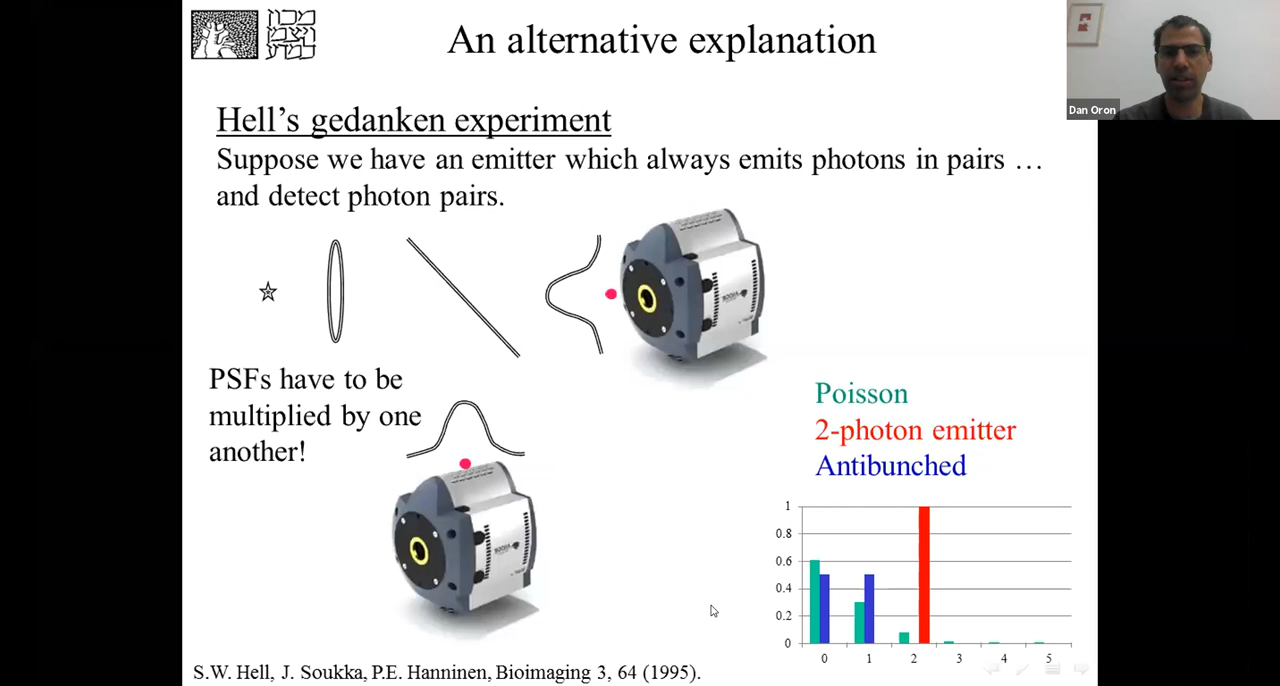 מכון
ויצמן
למדע
An alternative explanation
Dan Oron
Hell's gedanken experiment
Suppose we have an emitter which always emits photons in pairs …
and detect photon pairs.
PSFs have to be
multiplied by one
another!
Poisson
2-photon emitter
Antibunched
1
0.8
0.6
0.4
0.2
0
0 1 2 3 4 5
S.W. Hell, J. Soukka, P.E. Hanninen, Bioimaging 3, 64 (1995).